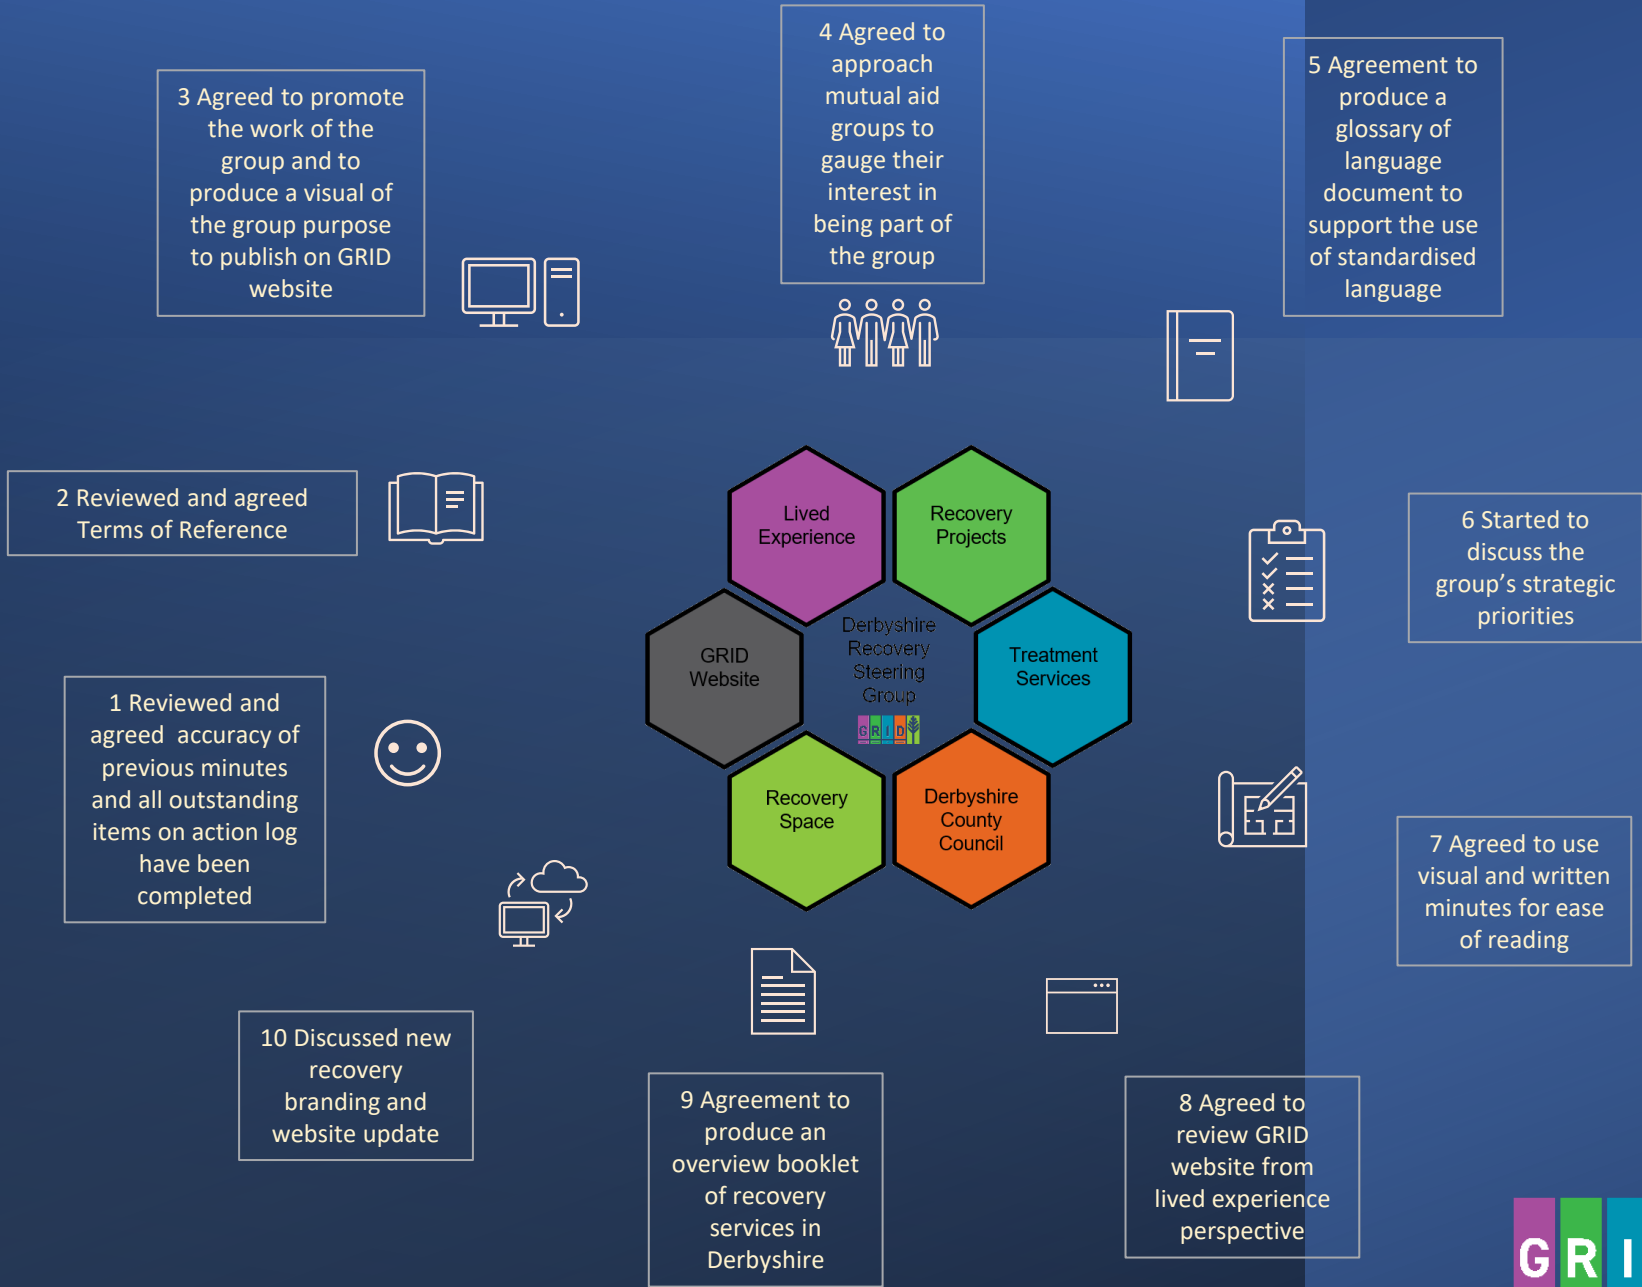 4 Agreed to
approach
mutual aid
groups to
gauge their
interest in
being part of
the group
3 Agreed to promote
the work of the
group and to
produce a visual of
the group purpose
to publish on GRID
website
5 Agreement to
produce a
glossary of
language
document to
support the use
of standardised
language
2 Reviewed and agreed
Terms of Reference
Lived
Experience
Recovery
Projects
6 Started to
discuss the
group’s strategic
priorities
GRID
Website
Derbyshire
Recovery
Steering
Group
GRID
Treatment
Services
1 Reviewed and
agreed  accuracy of
previous minutes
and all outstanding
items on action log
have been
completed
Recovery
Space
Derbyshire
County
Council
7 Agreed to use
visual and written
minutes for ease
of reading
10 Discussed new
recovery
branding and
website update
9 Agreement to
produce an
overview booklet
of recovery
services in
Derbyshire
8 Agreed to
review GRID
website from
lived experience
perspective
GRI